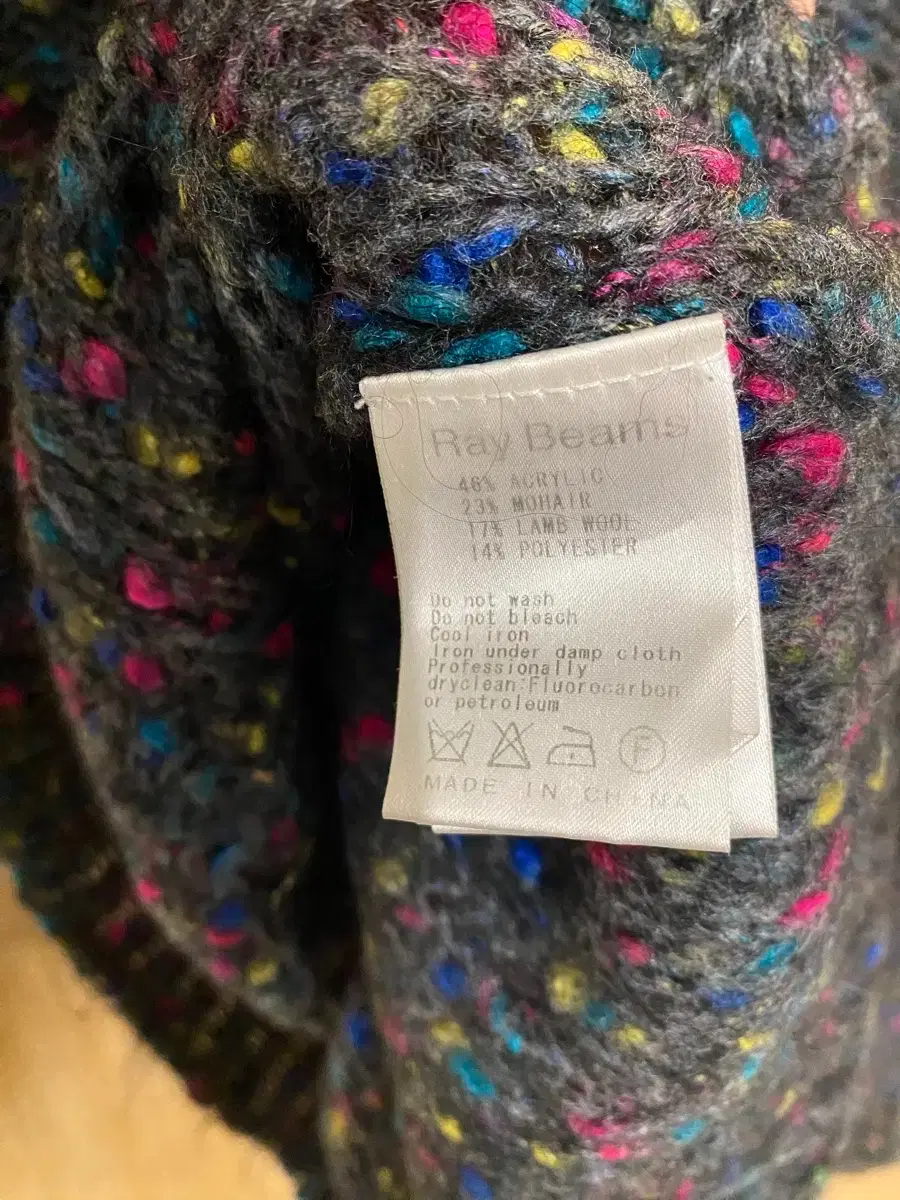 Ray Beams
46% ACRYLIC
23% MOHAIR
17% LAMB WOOL
14% POLYESTER
Do not wash
Do not bleach
Cool iron
Iron under damp cloth
Professionally
dryclean:Fluorocarbon
or petroleum
F
MADE IN CHINA